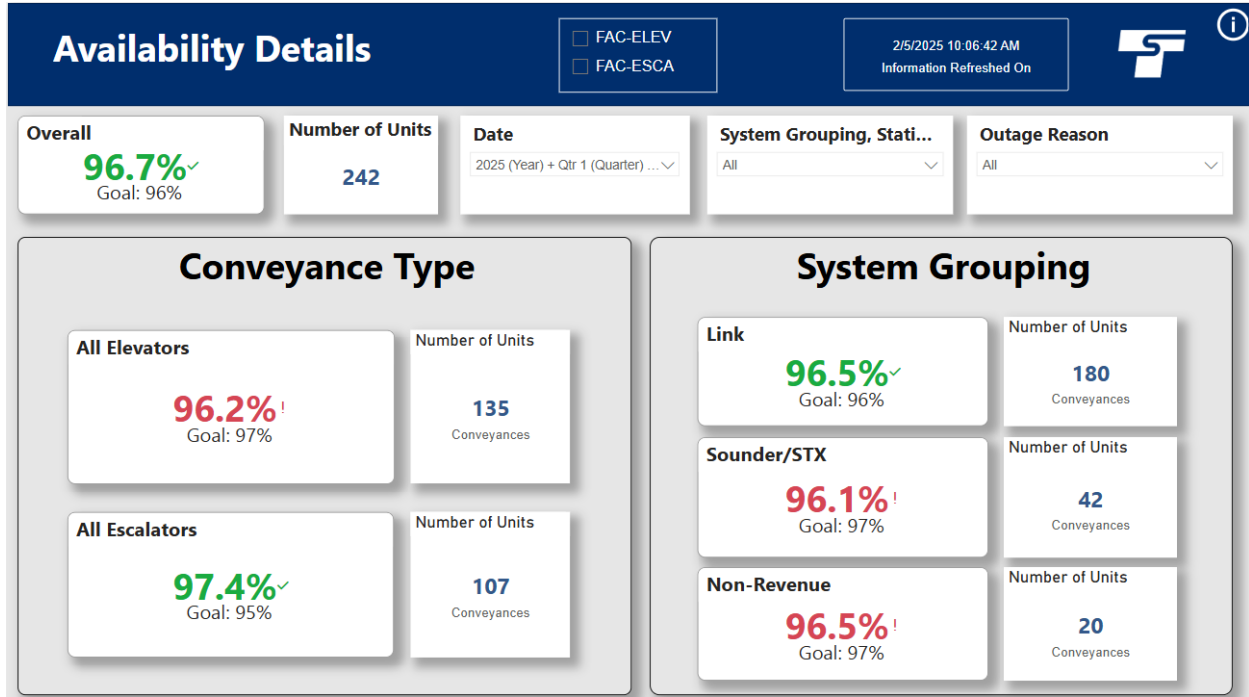 Availability Details
FAC-ELEV
FAC-ESCA
2/5/2025 10:06:42 AM
Information Refreshed On
Overall
96.7%
Goal: 96%
Number of Units
242
Date
2025 (Year) + Qtr 1 (Quarter) ...
System Grouping, Stati...
All
Outage Reason
All
Conveyance Type
All Elevators
96.2%!
Goal: 97%
Number of Units
135
Conveyances
All Escalators
97.4%
Goal: 95%
Number of Units
107
Conveyances
System Grouping
Link
96.5%
Goal: 96%
Number of Units
180
Conveyances
Sounder/STX
96.1%!
Goal: 97%
Number of Units
42
Conveyances
Non-Revenue
96.5%!
Goal: 97%
Number of Units
20
Conveyances